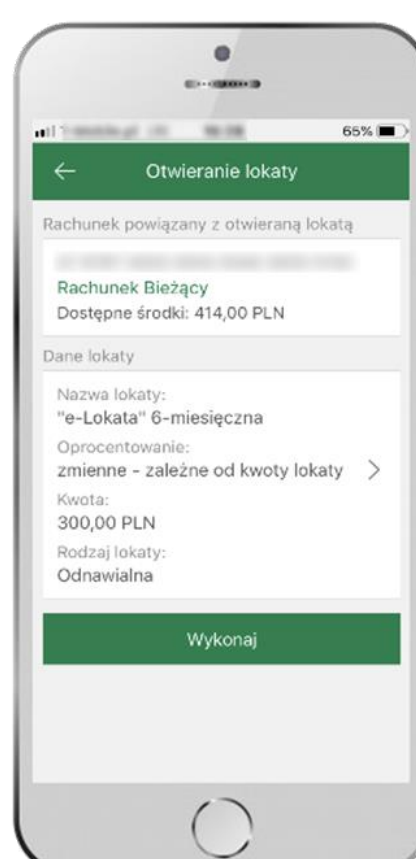 65%
Otwieranie lokaty
Rachunek powiązany z otwieraną lokatą
Rachunek Bieżący
Dostępne środki: 414,00 PLN
Dane lokaty
Nazwa lokaty:
"e-Lokata" 6-miesięczna
Oprocentowanie:
zmienne - zależne od kwoty lokaty
Kwota:
300,00 PLN
Rodzaj lokaty:
Odnawialna
Wykonaj